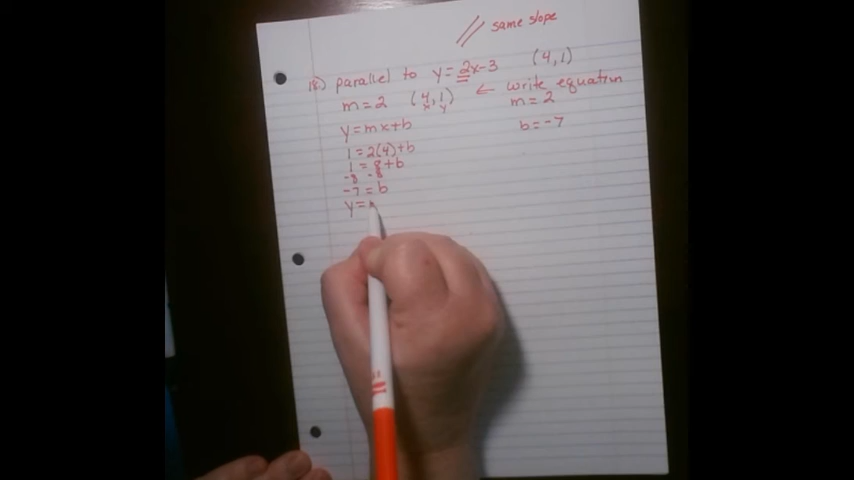 // same slope
18.) parallel to y = 2x-3 (4,1)
m = 2 (4,1) ← write equation
x y m = 2
y = mx + b
b = -7
1 = 2(4) + b
1 = 8 + b
-8 -8
-7 = b
y =